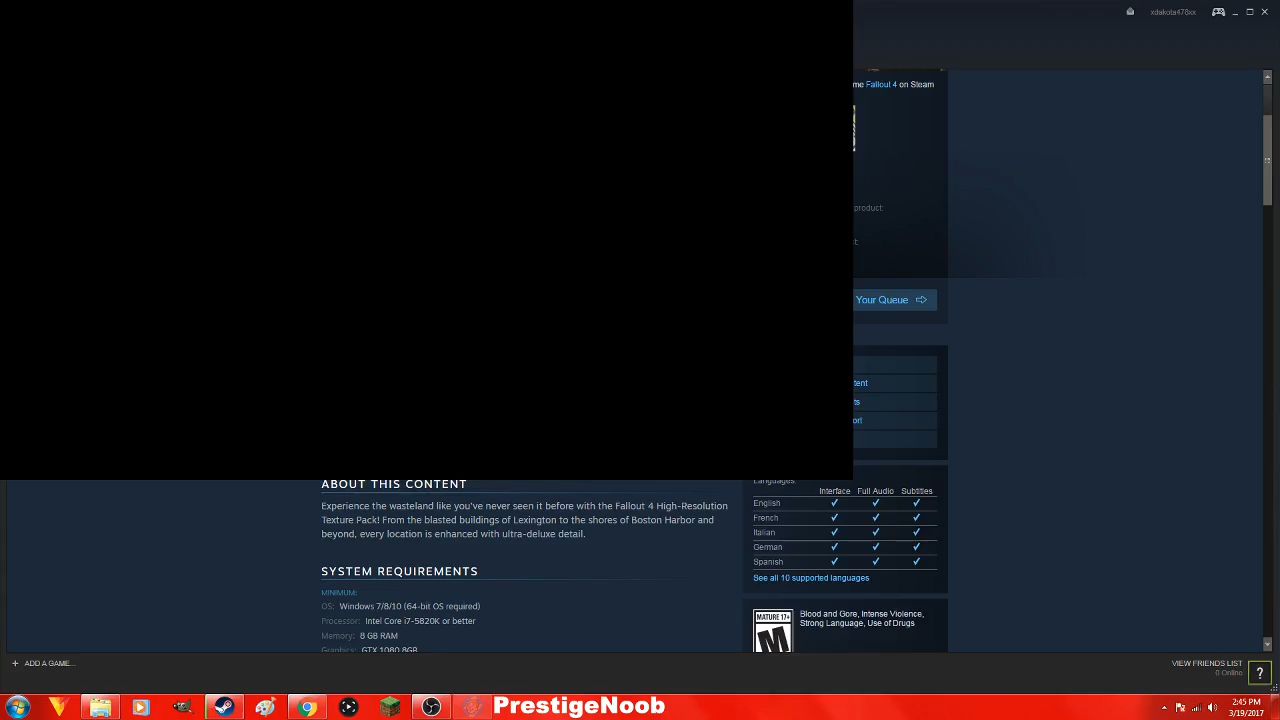 xdakota478xx
me Fallout 4 on Steam
product:
Your Queue
tent
ts
ort
ABOUT THIS CONTENT
Experience the wasteland like you've never seen it before with the Fallout 4 High-Resolution
Texture Pack! From the blasted buildings of Lexington to the shores of Boston Harbor and
beyond, every location is enhanced with ultra-deluxe detail.
SYSTEM REQUIREMENTS
MINIMUM:
OS: Windows 7/8/10 (64-bit OS required)
Processor: Intel Core i7-5820K or better
Memory: 8 GB RAM
Graphics: GTX 1080 8GB
Languages:
Interface Full Audio Subtitles
English ✓ ✓ ✓
French ✓ ✓ ✓
Italian ✓ ✓ ✓
German ✓ ✓ ✓
Spanish ✓ ✓ ✓
See all 10 supported languages
MATURE 17+
M
Blood and Gore, Intense Violence,
Strong Language, Use of Drugs
+ ADD A GAME...
VIEW FRIENDS LIST
0 Online
?
PrestigeNoob
2:45 PM
3/19/2017